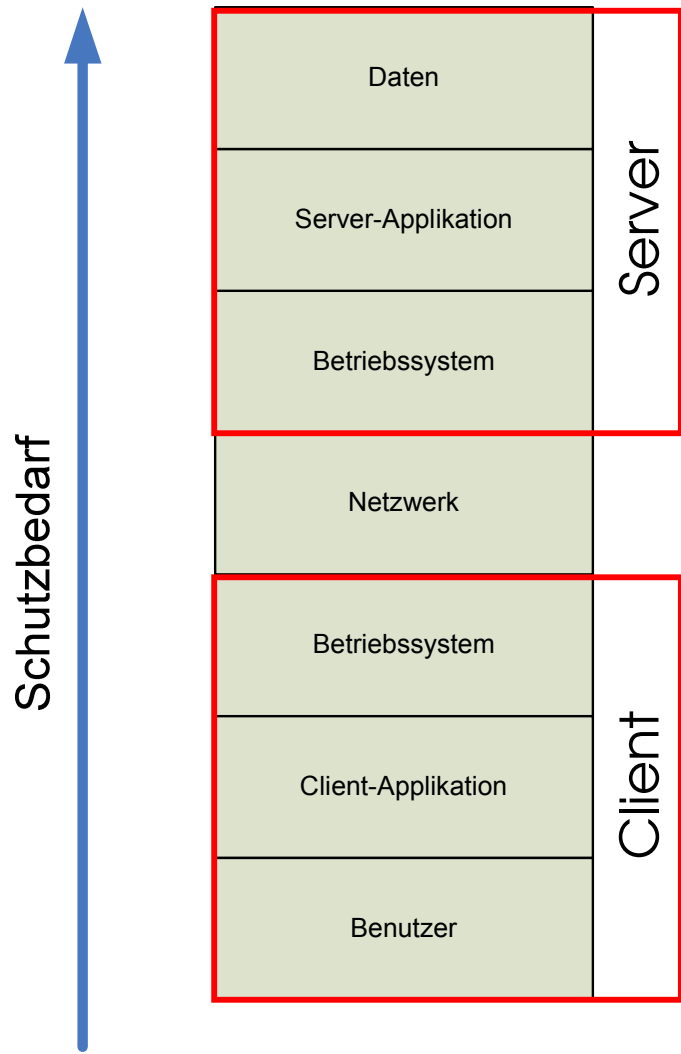 Schutzbedarf
Daten
Server-Applikation
Betriebssystem
Server
Netzwerk
Betriebssystem
Client-Applikation
Benutzer
Client